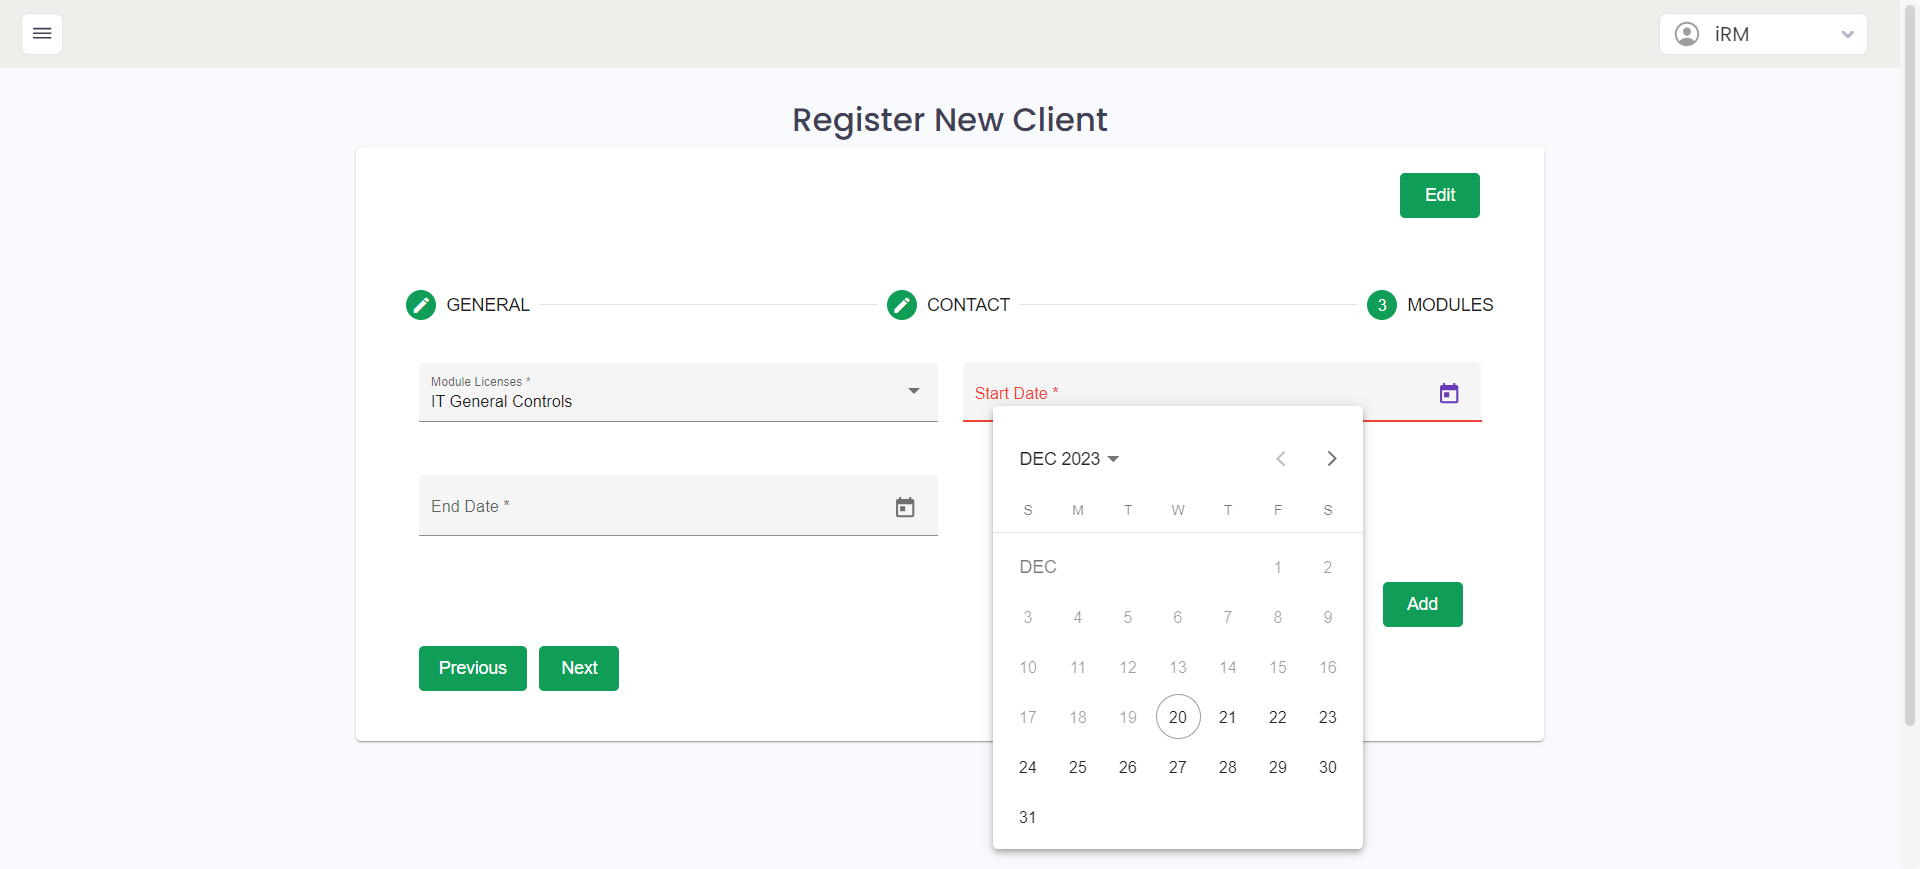 iRM
Register New Client
Edit
GENERAL
CONTACT
3 MODULES
Module Licenses *
IT General Controls
Start Date *
End Date *
DEC 2023
S M T W T F S
DEC 1 2
3 4 5 6 7 8 9
10 11 12 13 14 15 16
17 18 19 20 21 22 23
24 25 26 27 28 29 30
31
Add
Previous Next